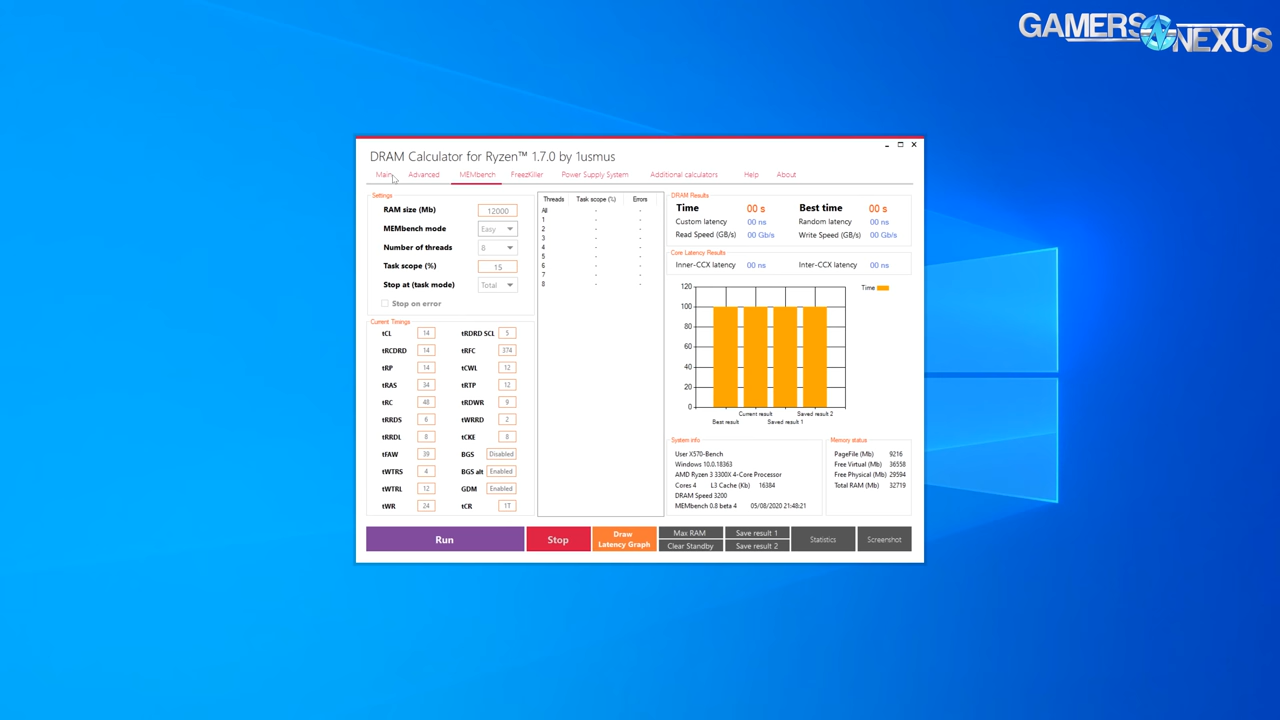 GAMERS NEXUS
DRAM Calculator for Ryzen™ 1.7.0 by 1usmus
Main Advanced MEMbench FreezKiller Power Supply System Additional calculators Help About
Settings
RAM size (Mb) 12000
MEMbench mode Easy
Number of threads 8
Task scope (%) 15
Stop at (task mode) Total
Stop on error
Current Timings
tCL 14 tRDRD SCL 5
tRCDRD 14 tRFC 374
tRP 14 tCWL 12
tRAS 34 tRTP 12
tRC 48 tRDWR 9
tRRDS 6 tWRRD 2
tRRDL 8 tCKE 8
tFAW 39 BGS Disabled
tWTRS 4 BGS alt Enabled
tWTRL 12 GDM Enabled
tWR 24 tCR 1T
Threads Task scope (%) Errors
All - -
1 - -
2 - -
3 - -
4 - -
5 - -
6 - -
7 - -
8 - -
DRAM Results
Time 00 s Best time 00 s
Custom latency 00 ns Random latency 00 ns
Read Speed (GB/s) 00 Gb/s Write Speed (GB/s) 00 Gb/s
Core Latency Results
Inner-CCX latency 00 ns Inter-CCX latency 00 ns
120
100
80
60
40
20
0
Time
Best result
Current result
Saved result 1
Saved result 2
System info
User X570-Bench
Windows 10.0.18363
AMD Ryzen 3 3300X 4-Core Processor
Cores 4 L3 Cache (Kb) 16384
DRAM Speed 3200
MEMbench 0.8 beta 4 05/08/2020 21:48:21
Memory status
PageFile (Mb) 9216
Free Virtual (Mb) 36558
Free Physical (Mb) 29594
Total RAM (Mb) 32719
Run
Stop
Draw
Latency Graph
Max RAM
Clear Standby
Save result 1
Save result 2
Statistics
Screenshot